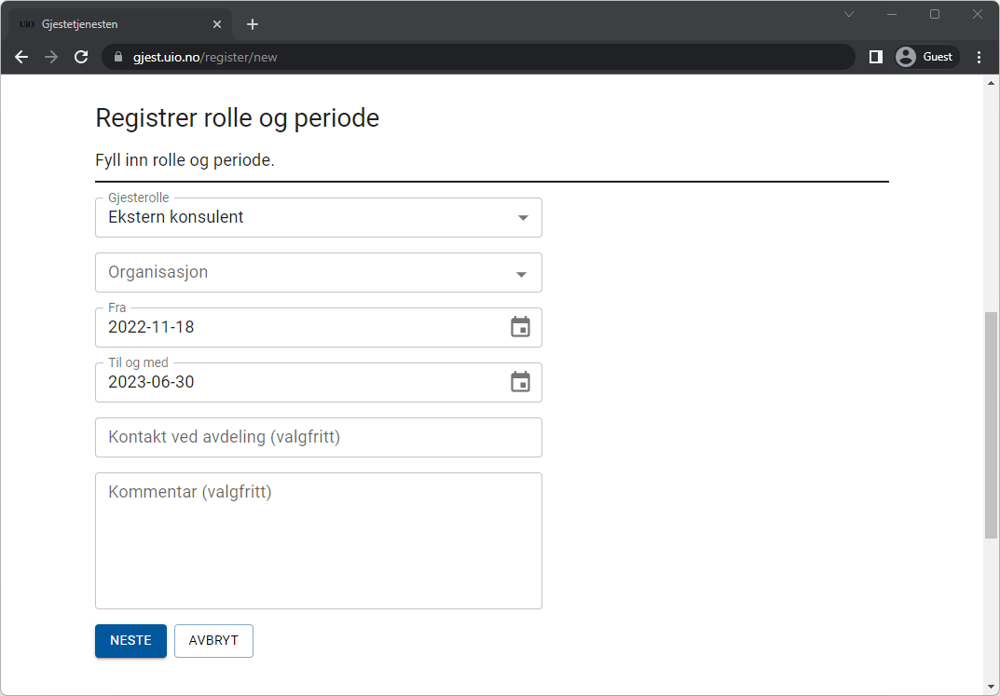 UiO Gjestetjenesten
gjest.uio.no/register/new
Guest
Registrer rolle og periode
Fyll inn rolle og periode.
Gjesterolle
Ekstern konsulent
Organisasjon
Fra
2022-11-18
Til og med
2023-06-30
Kontakt ved avdeling (valgfritt)
Kommentar (valgfritt)
NESTE AVBRYT